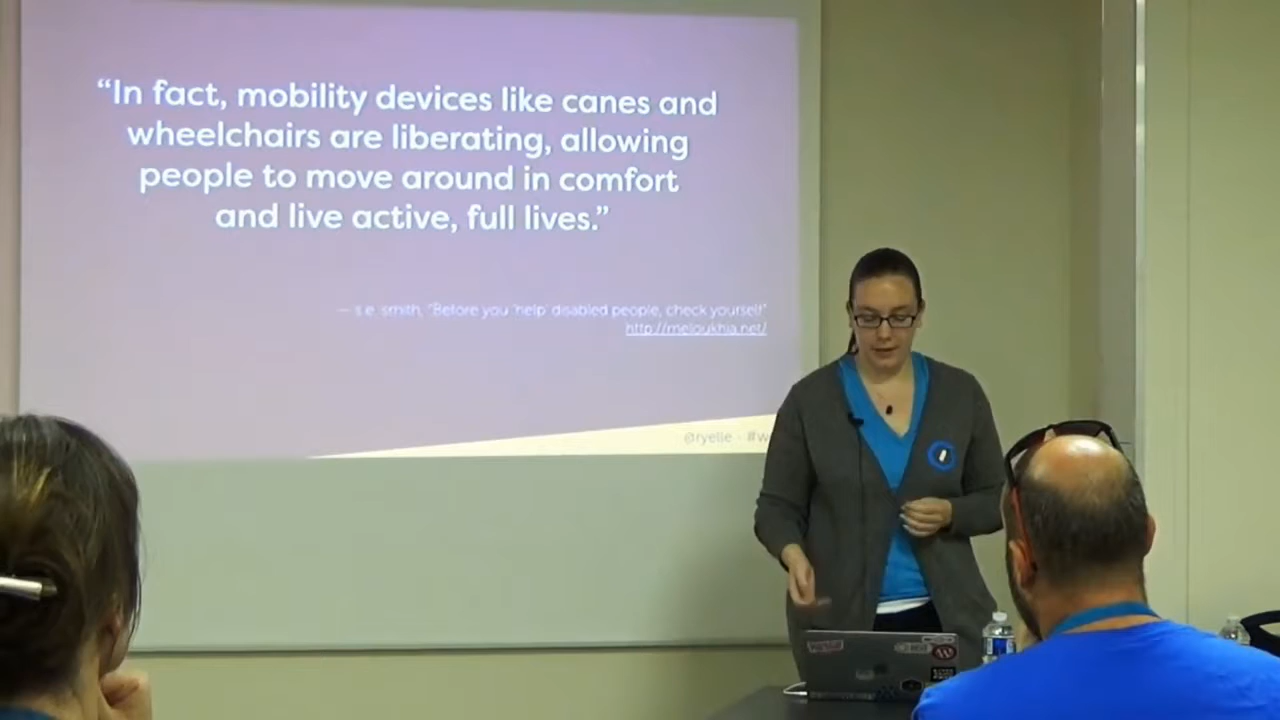 “In fact, mobility devices like canes and
wheelchairs are liberating, allowing
people to move around in comfort
and live active, full lives.”
— s.e. smith, “Before you ‘help’ disabled people, check yourself”
http://meloukhia.net/
@ryelle · #w